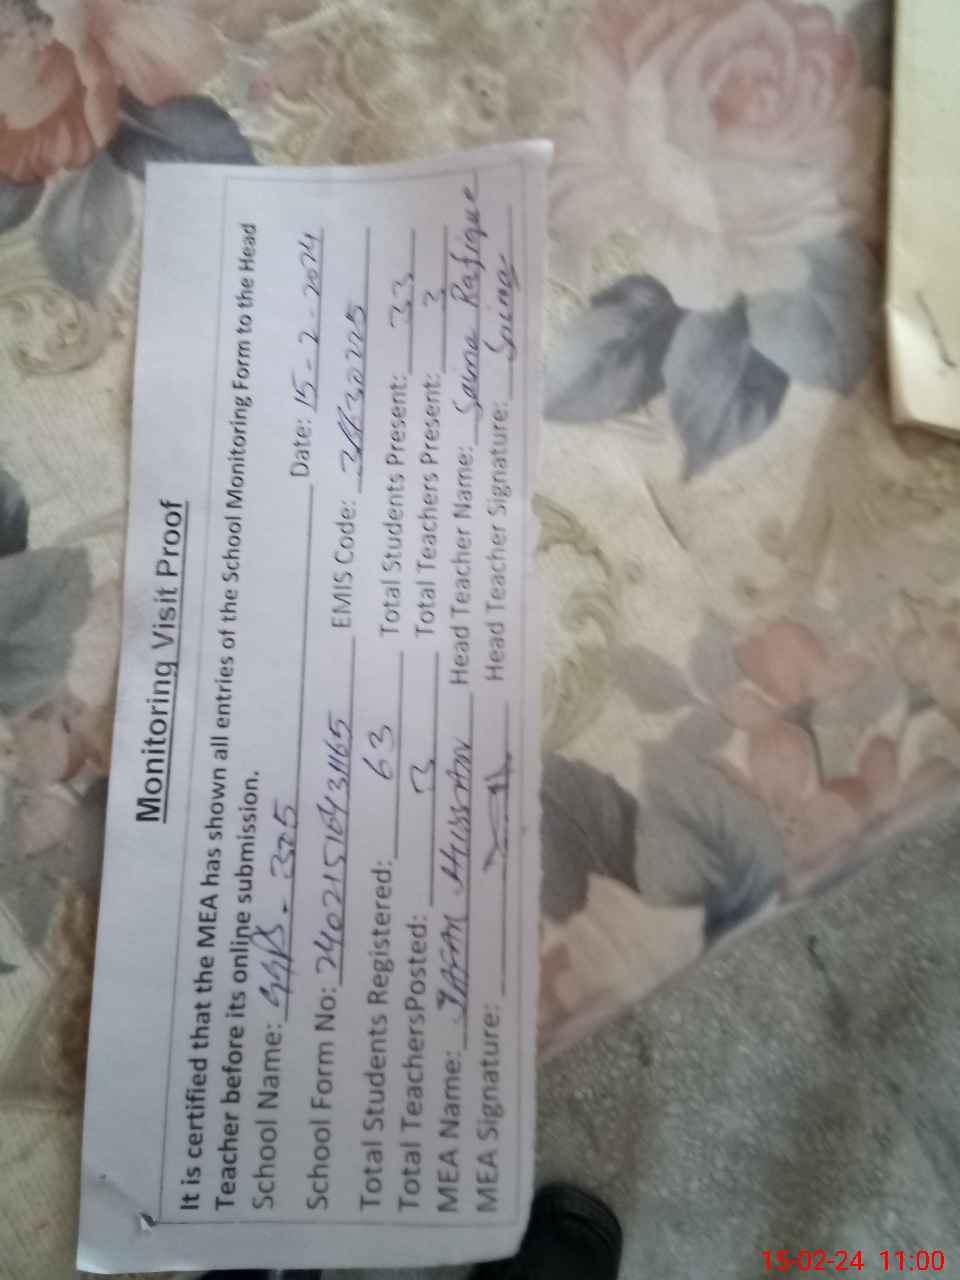 Monitoring Visit Proof
It is certified that the MEA has shown all entries of the School Monitoring Form to the Head
Teacher before its online submission.
School Name: Date: 15-2-2024
School Form No: EMIS Code:
Total Students Registered: 63 Total Students Present: 33
Total TeachersPosted: 3 Total Teachers Present: 3
MEA Name: Head Teacher Name: Saima Rafique
MEA Signature: Head Teacher Signature: Saima
15-02-24 11:00